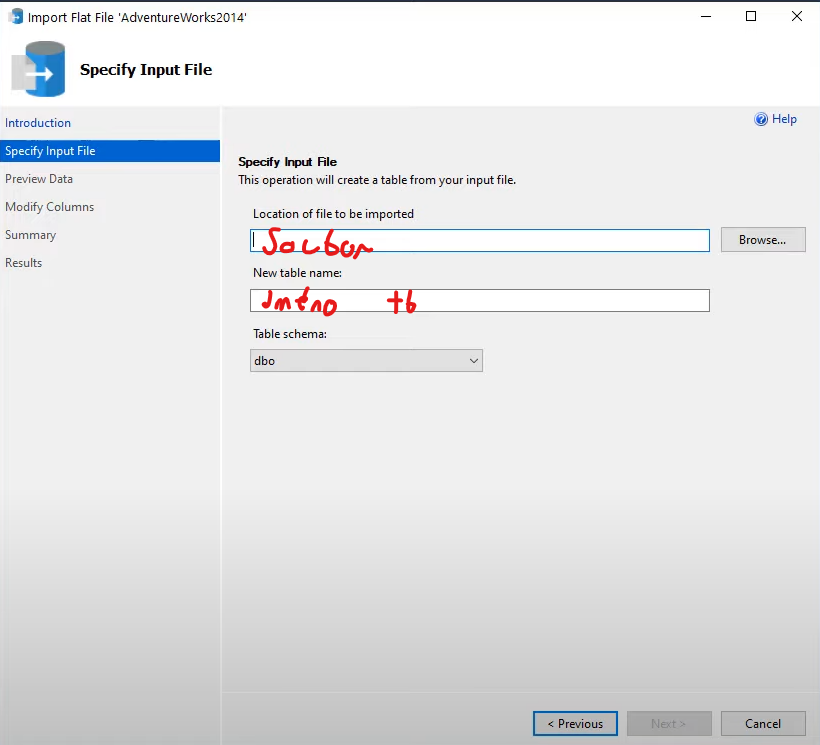 Import Flat File 'AdventureWorks2014'
Specify Input File
Introduction
Help
Specify Input File
Preview Data
Modify Columns
Summary
Results
Specify Input File
This operation will create a table from your input file.
Location of file to be imported
Browse...
New table name:
tb
Table schema:
dbo
< Previous
Next >
Cancel